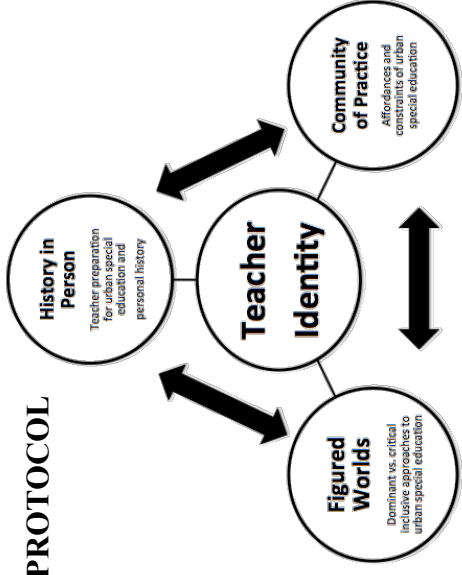 PROTOCOL
History in
Person
Teacher preparation
for urban special
education and
personal history
Teacher
Identity
Figured
Worlds
Dominant vs. critical
inclusive approaches to
urban special education
Community
of Practice
Affordances and
constraints of urban
special education